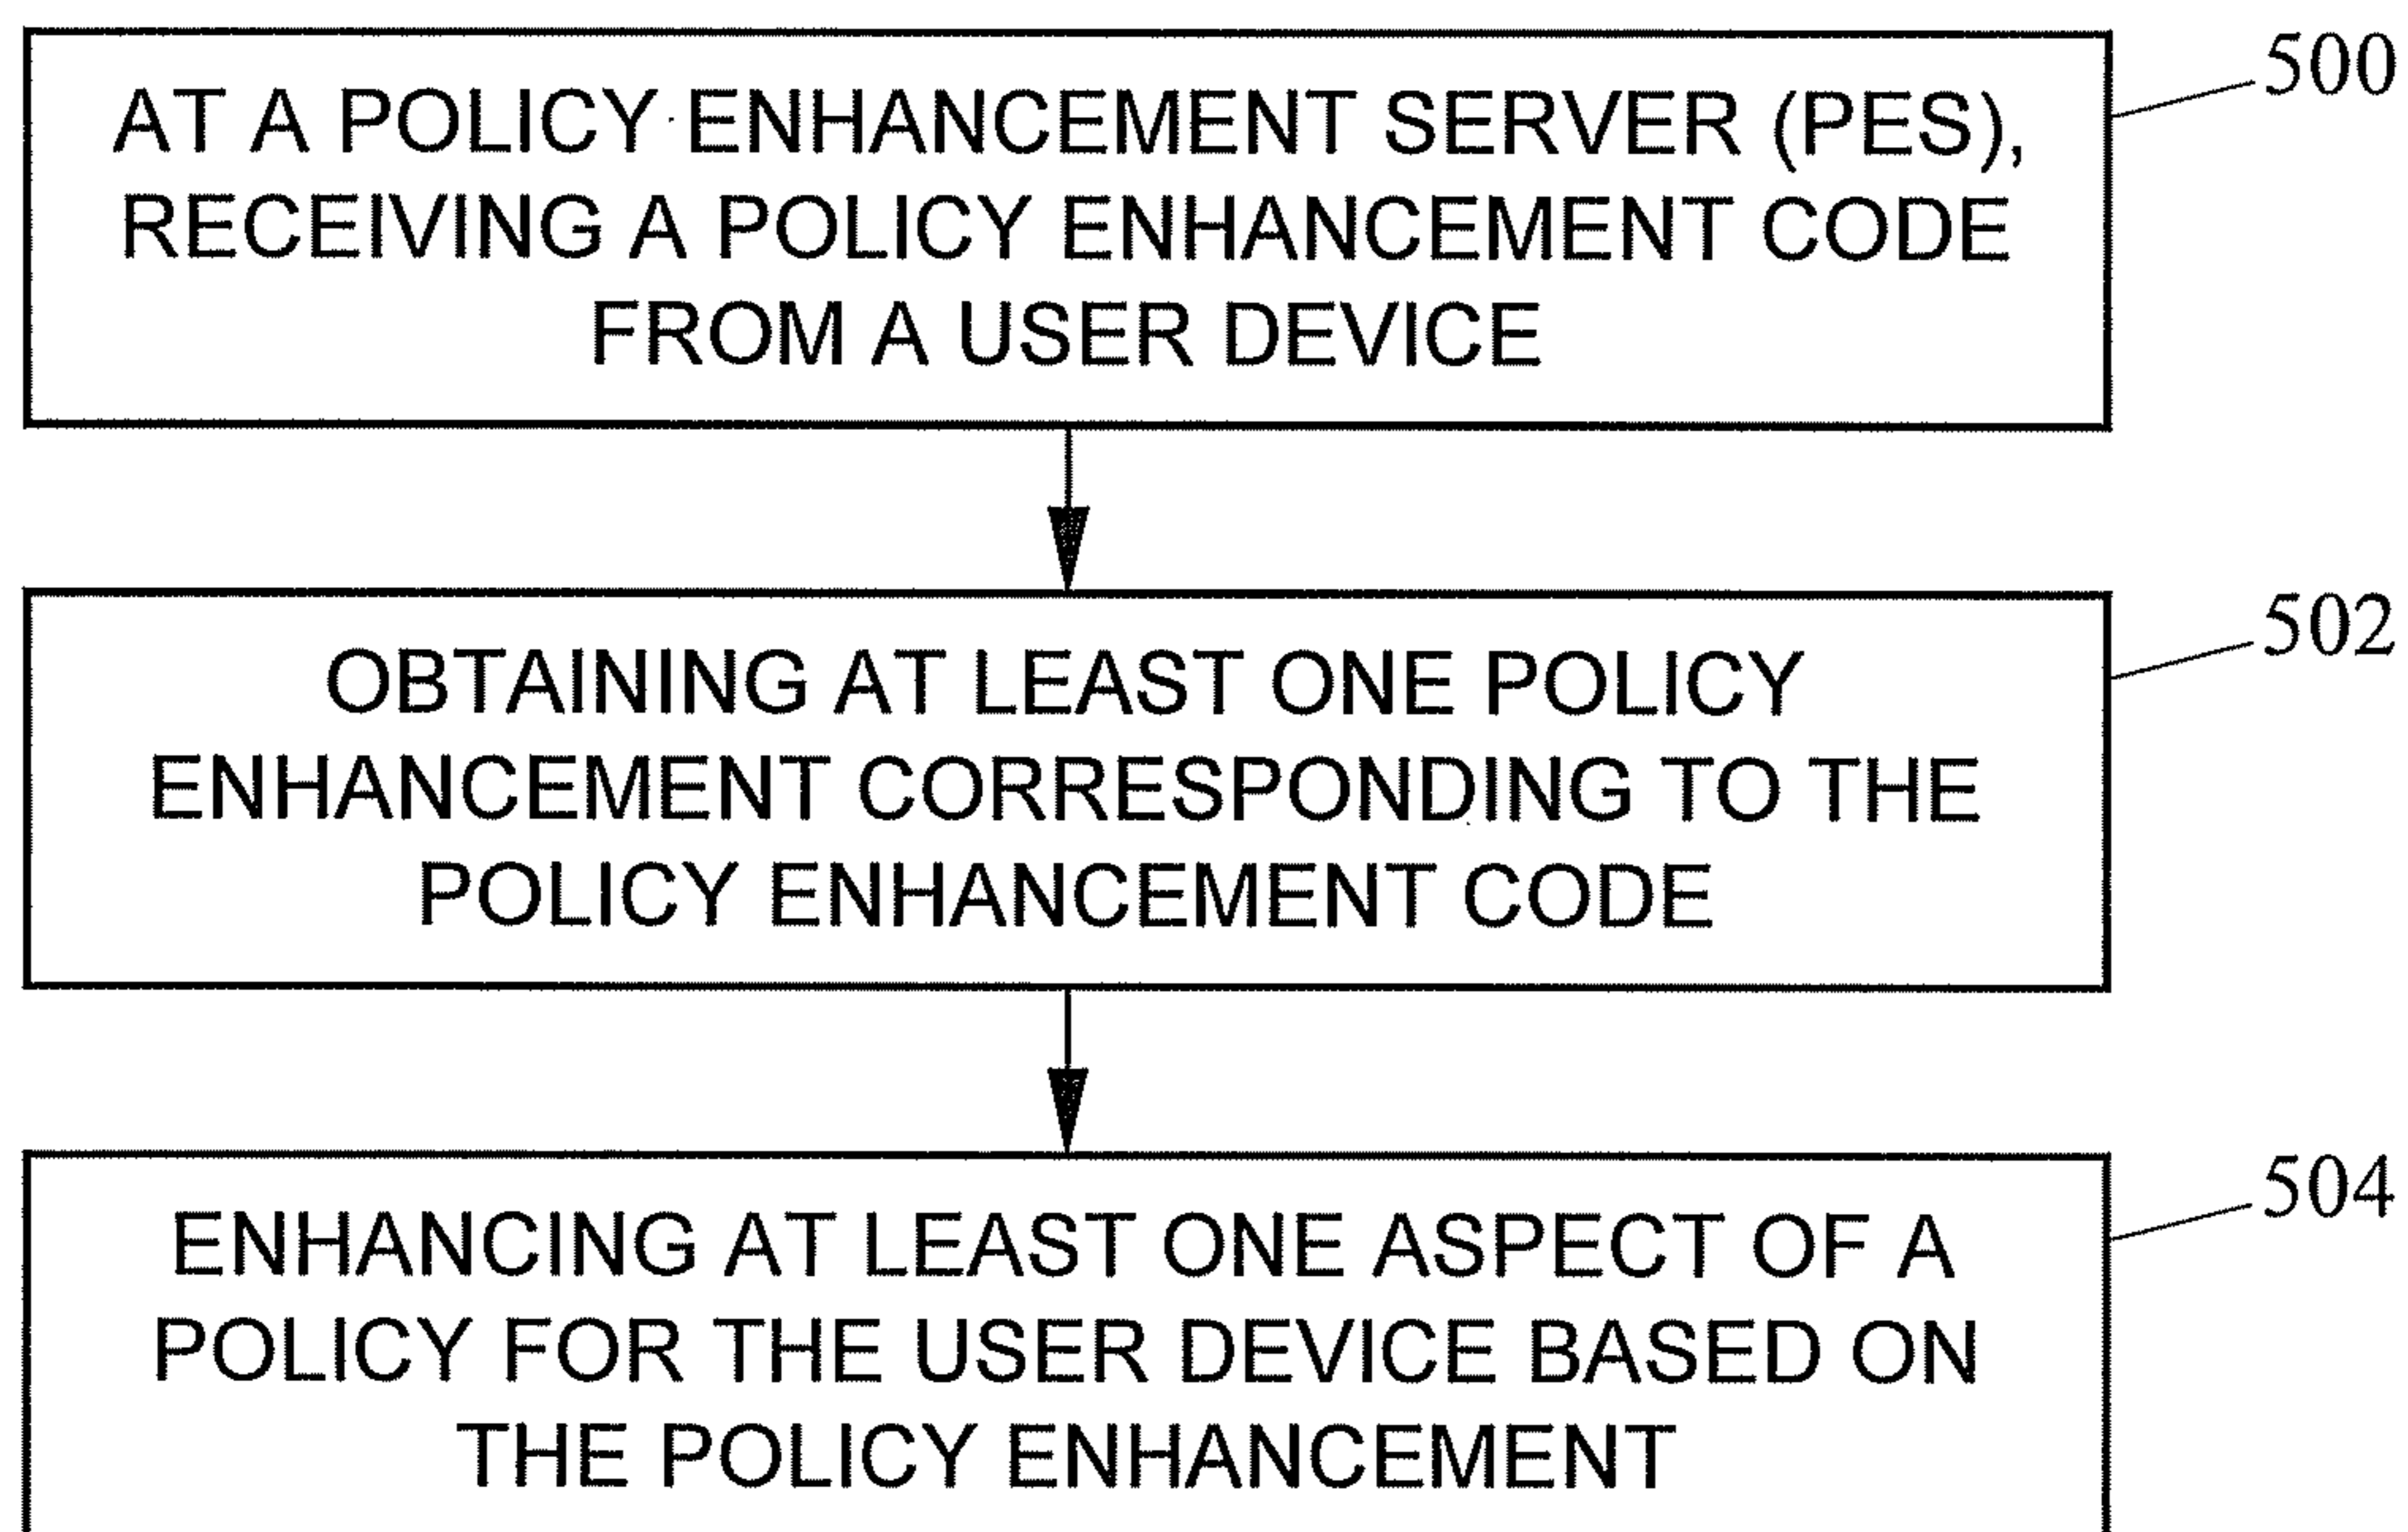 AT A POLICY ENHANCEMENT SERVER (PES),
RECEIVING A POLICY ENHANCEMENT CODE
FROM A USER DEVICE
500
OBTAINING AT LEAST ONE POLICY
ENHANCEMENT CORRESPONDING TO THE
POLICY ENHANCEMENT CODE
502
ENHANCING AT LEAST ONE ASPECT OF A
POLICY FOR THE USER DEVICE BASED ON
THE POLICY ENHANCEMENT
504